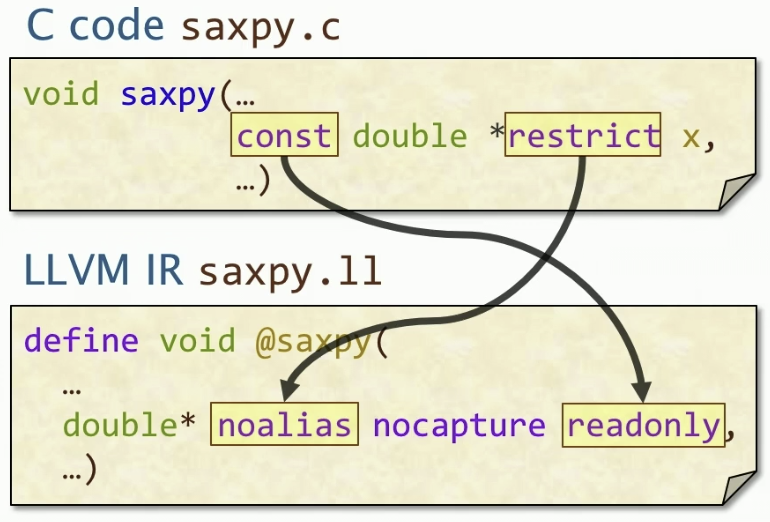 C code saxpy.c
void saxpy(…
const double *restrict x,
…)
LLVM IR saxpy.ll
define void @saxpy(
…
double* noalias nocapture readonly,
…)